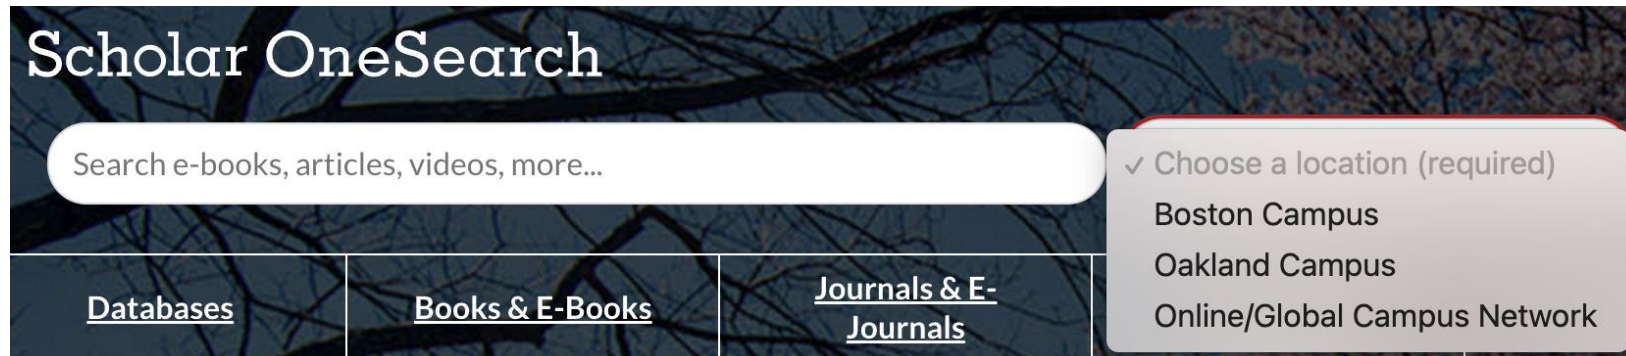 Scholar OneSearch
Search e-books, articles, videos, more...
✓ Choose a location (required)
Boston Campus
Oakland Campus
Online/Global Campus Network
Databases
Books & E-Books
Journals & E-
Journals